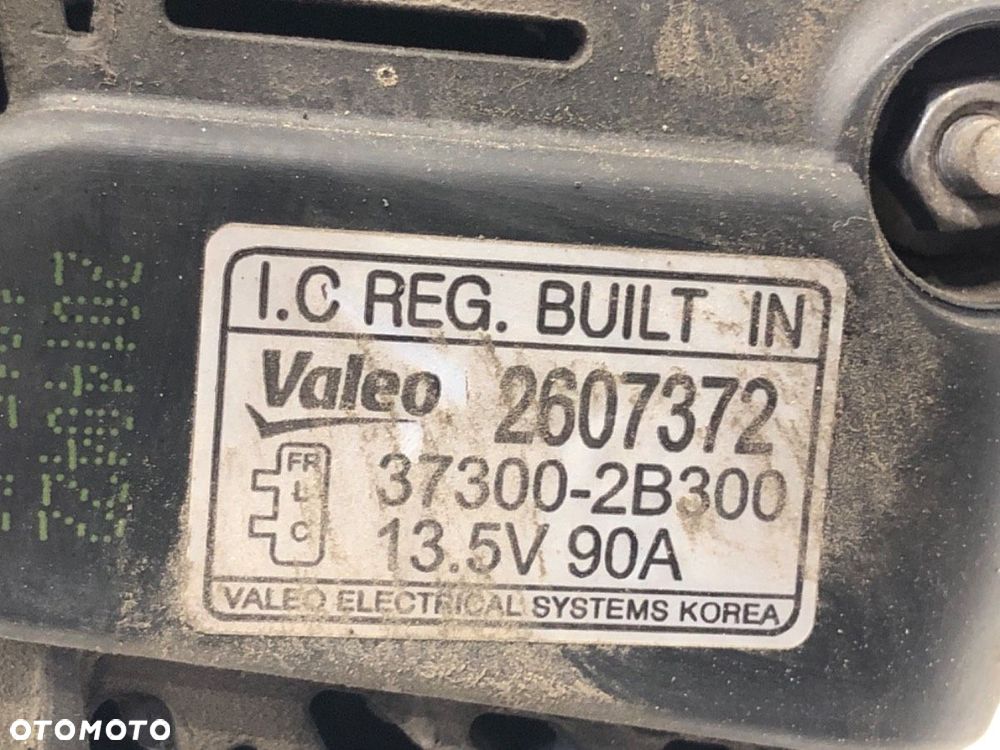 I.C REG. BUILT IN
Valeo 2607372
FR
L
C
37300-2B300
13.5V 90A
VALEO ELECTRICAL SYSTEMS KOREA
OTOMOTO